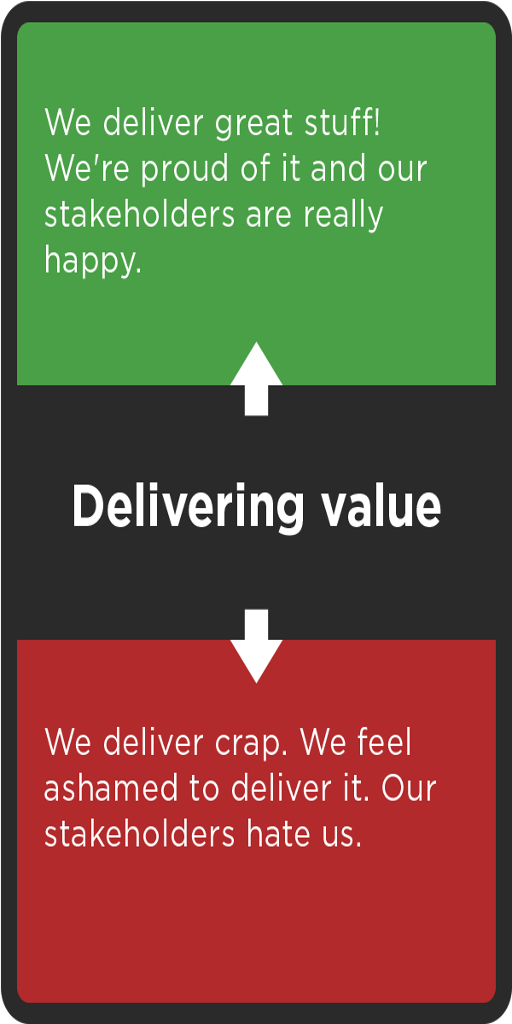 We deliver great stuff!
We're proud of it and our
stakeholders are really
happy.
Delivering value
We deliver crap. We feel
ashamed to deliver it. Our
stakeholders hate us.